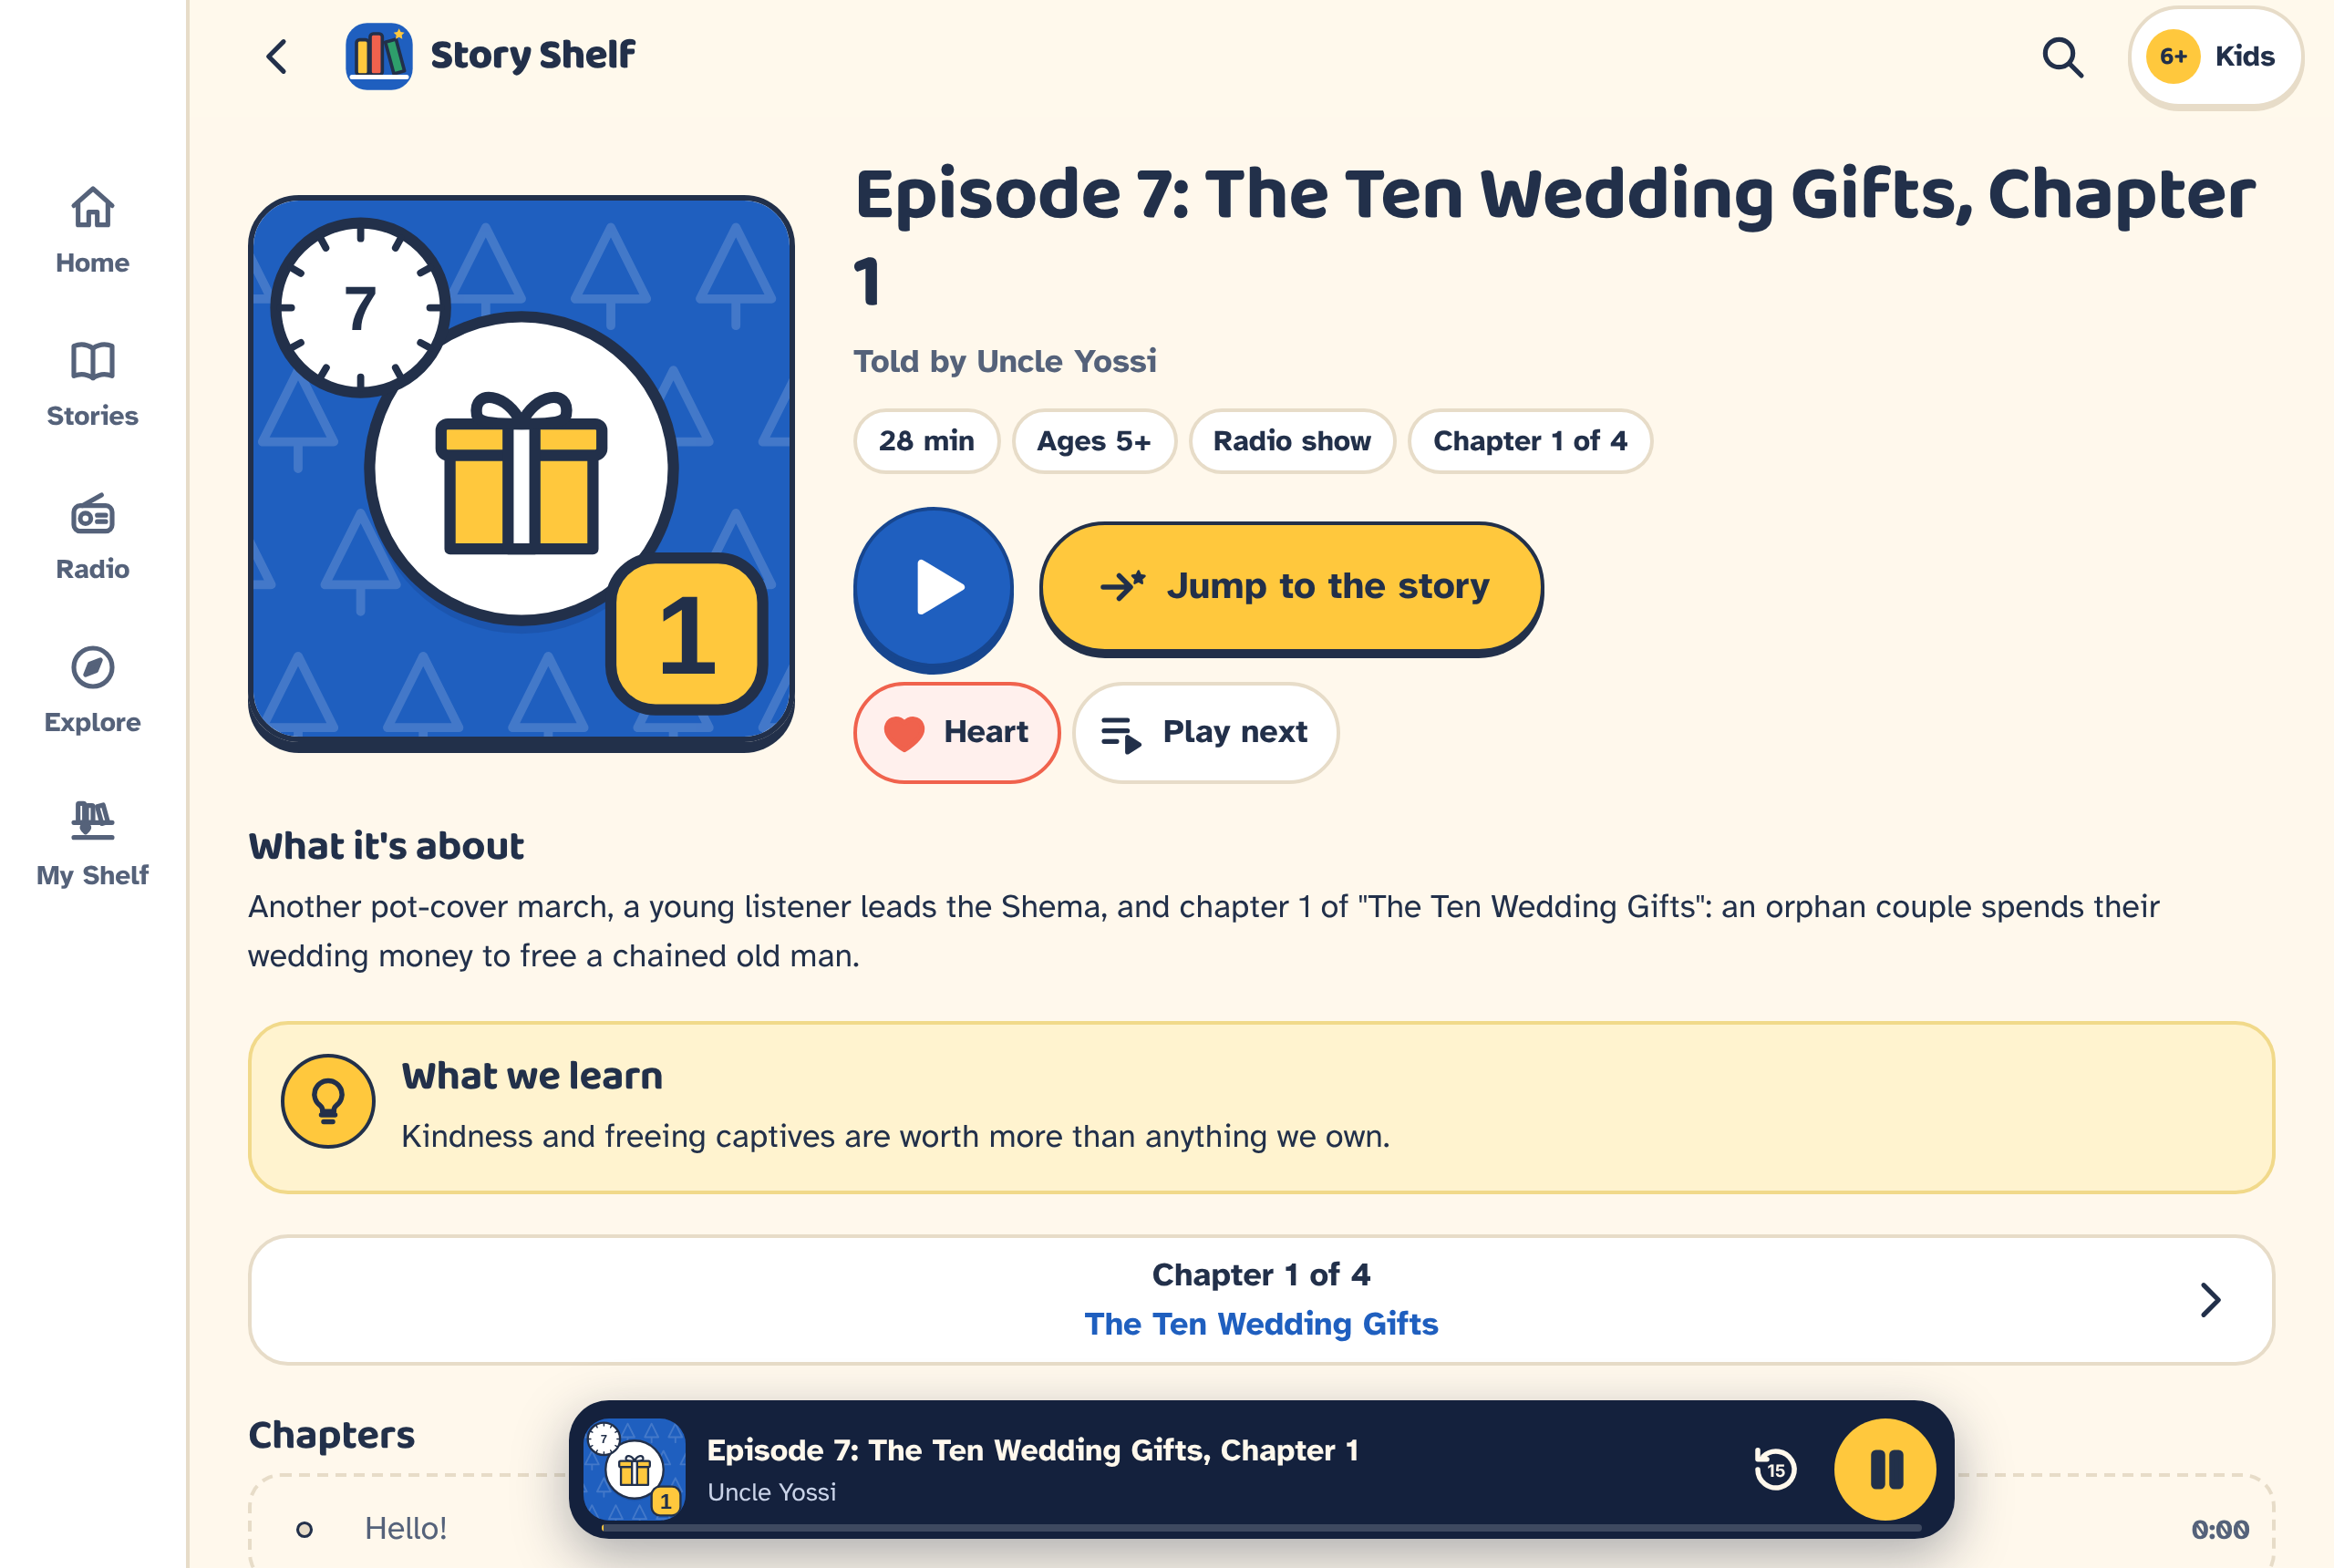 Story Shelf
6+ Kids
Home
Stories
Radio
Explore
My Shelf
7
1
Episode 7: The Ten Wedding Gifts, Chapter
1
Told by Uncle Yossi
28 min
Ages 5+
Radio show
Chapter 1 of 4
Jump to the story
Heart
Play next
What it's about
Another pot-cover march, a young listener leads the Shema, and chapter 1 of "The Ten Wedding Gifts": an orphan couple spends their
wedding money to free a chained old man.
What we learn
Kindness and freeing captives are worth more than anything we own.
Chapter 1 of 4
The Ten Wedding Gifts
Chapters
Hello!
0:00
7
1
Episode 7: The Ten Wedding Gifts, Chapter 1
Uncle Yossi
15